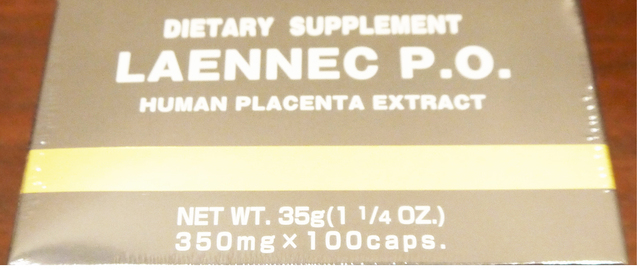 DIETARY SUPPLEMENT
LAENNEC P.O.
HUMAN PLACENTA EXTRACT
NET WT. 35g(1 1/4 OZ.)
350mg×100caps.